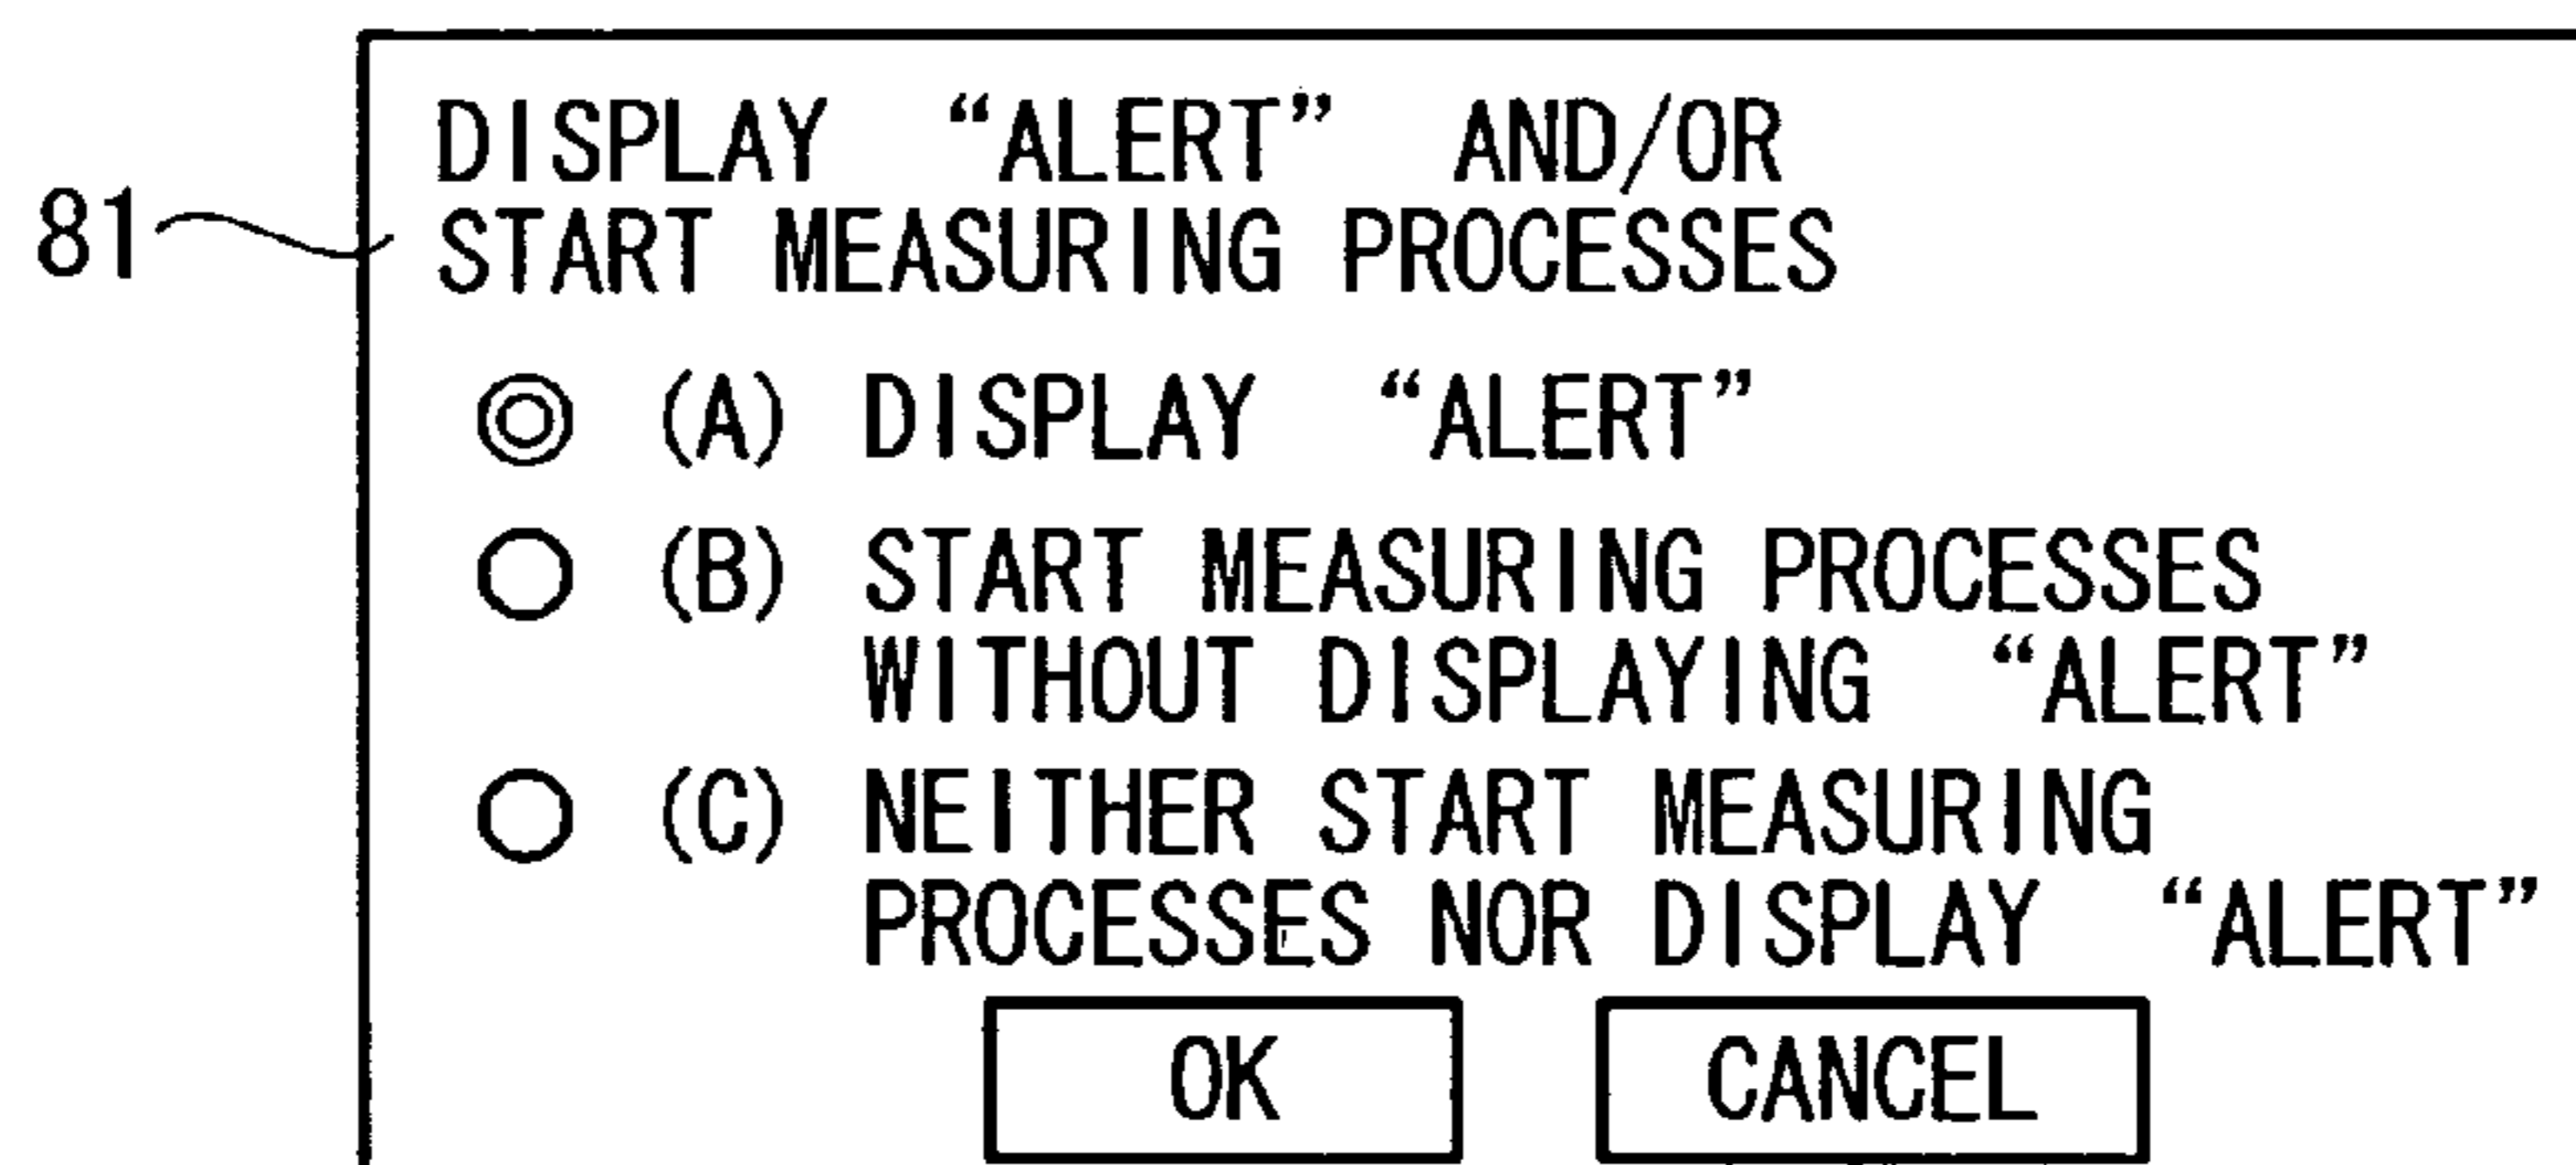 DISPLAY “ALERT” AND/OR
81
START MEASURING PROCESSES
(A) DISPLAY “ALERT”
(B) START MEASURING PROCESSES
WITHOUT DISPLAYING “ALERT”
(C) NEITHER START MEASURING
PROCESSES NOR DISPLAY “ALERT”
OK CANCEL